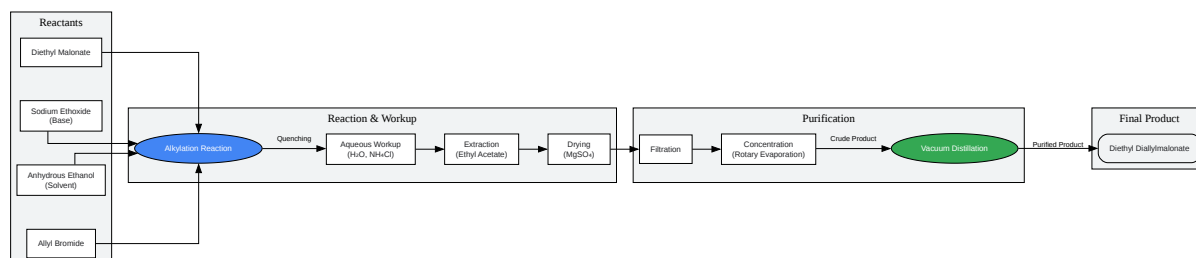 Reactants
Diethyl Malonate
Sodium Ethoxide
(Base)
Anhydrous Ethanol
(Solvent)
Allyl Bromide
Reaction & Workup
Alkylation Reaction
Quenching
Aqueous Workup
(H₂O, NH₄Cl)
Extraction
(Ethyl Acetate)
Drying
(MgSO₄)
Purification
Filtration
Concentration
(Rotary Evaporation)
Crude Product
Vacuum Distillation
Purified Product
Final Product
Diethyl Diallylmalonate